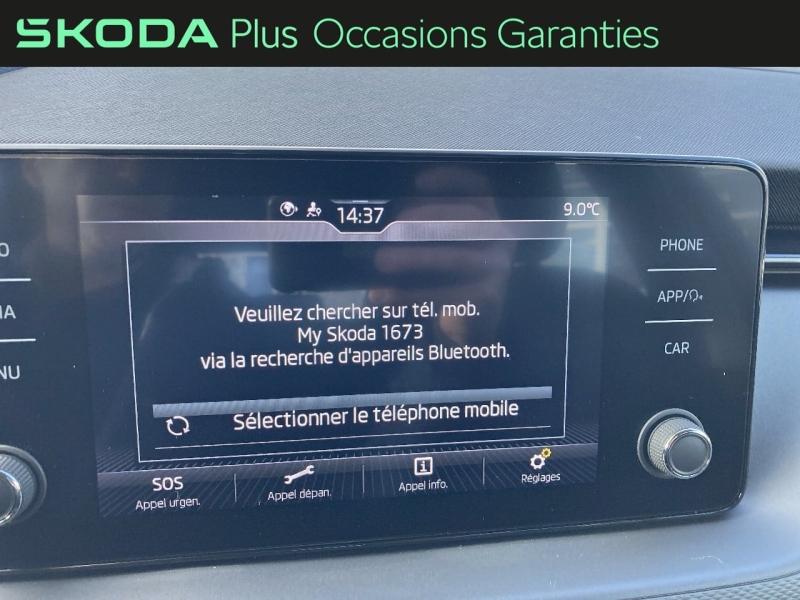 SKODA Plus Occasions Garanties
14:37
9.0°C
Veuillez chercher sur tél. mob.
My Skoda 1673
via la recherche d'appareils Bluetooth.
Sélectionner le téléphone mobile
SOS
Appel urgen.
Appel dépan.
Appel info.
Réglages
PHONE
APP/
CAR